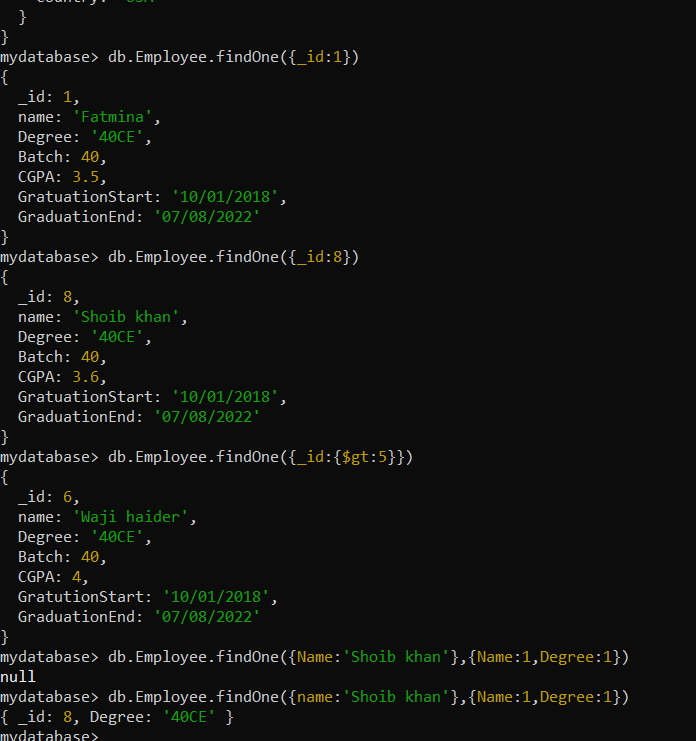 country: 'USA'
}
}
mydatabase> db.Employee.findOne({_id:1})
{
_id: 1,
name: 'Fatmina',
Degree: '40CE',
Batch: 40,
CGPA: 3.5,
GratuationStart: '10/01/2018',
GraduationEnd: '07/08/2022'
}
mydatabase> db.Employee.findOne({_id:8})
{
_id: 8,
name: 'Shoib khan',
Degree: '40CE',
Batch: 40,
CGPA: 3.6,
GratuationStart: '10/01/2018',
GraduationEnd: '07/08/2022'
}
mydatabase> db.Employee.findOne({_id:{$gt:5}})
{
_id: 6,
name: 'Waji haider',
Degree: '40CE',
Batch: 40,
CGPA: 4,
GratutionStart: '10/01/2018',
GraduationEnd: '07/08/2022'
}
mydatabase> db.Employee.findOne({Name:'Shoib khan'},{Name:1,Degree:1})
null
mydatabase> db.Employee.findOne({name:'Shoib khan'},{Name:1,Degree:1})
{ _id: 8, Degree: '40CE' }
mydatabase>